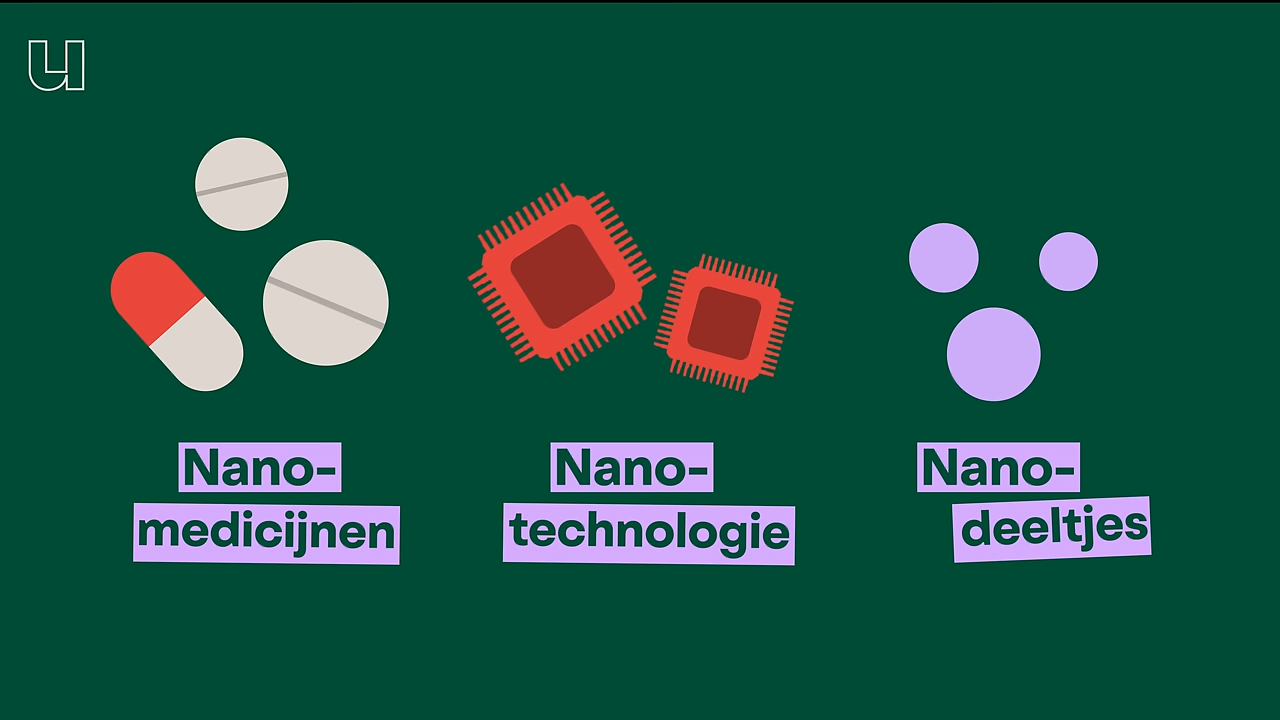 u
Nano-
medicijnen
Nano-
technologie
Nano-
deeltjes